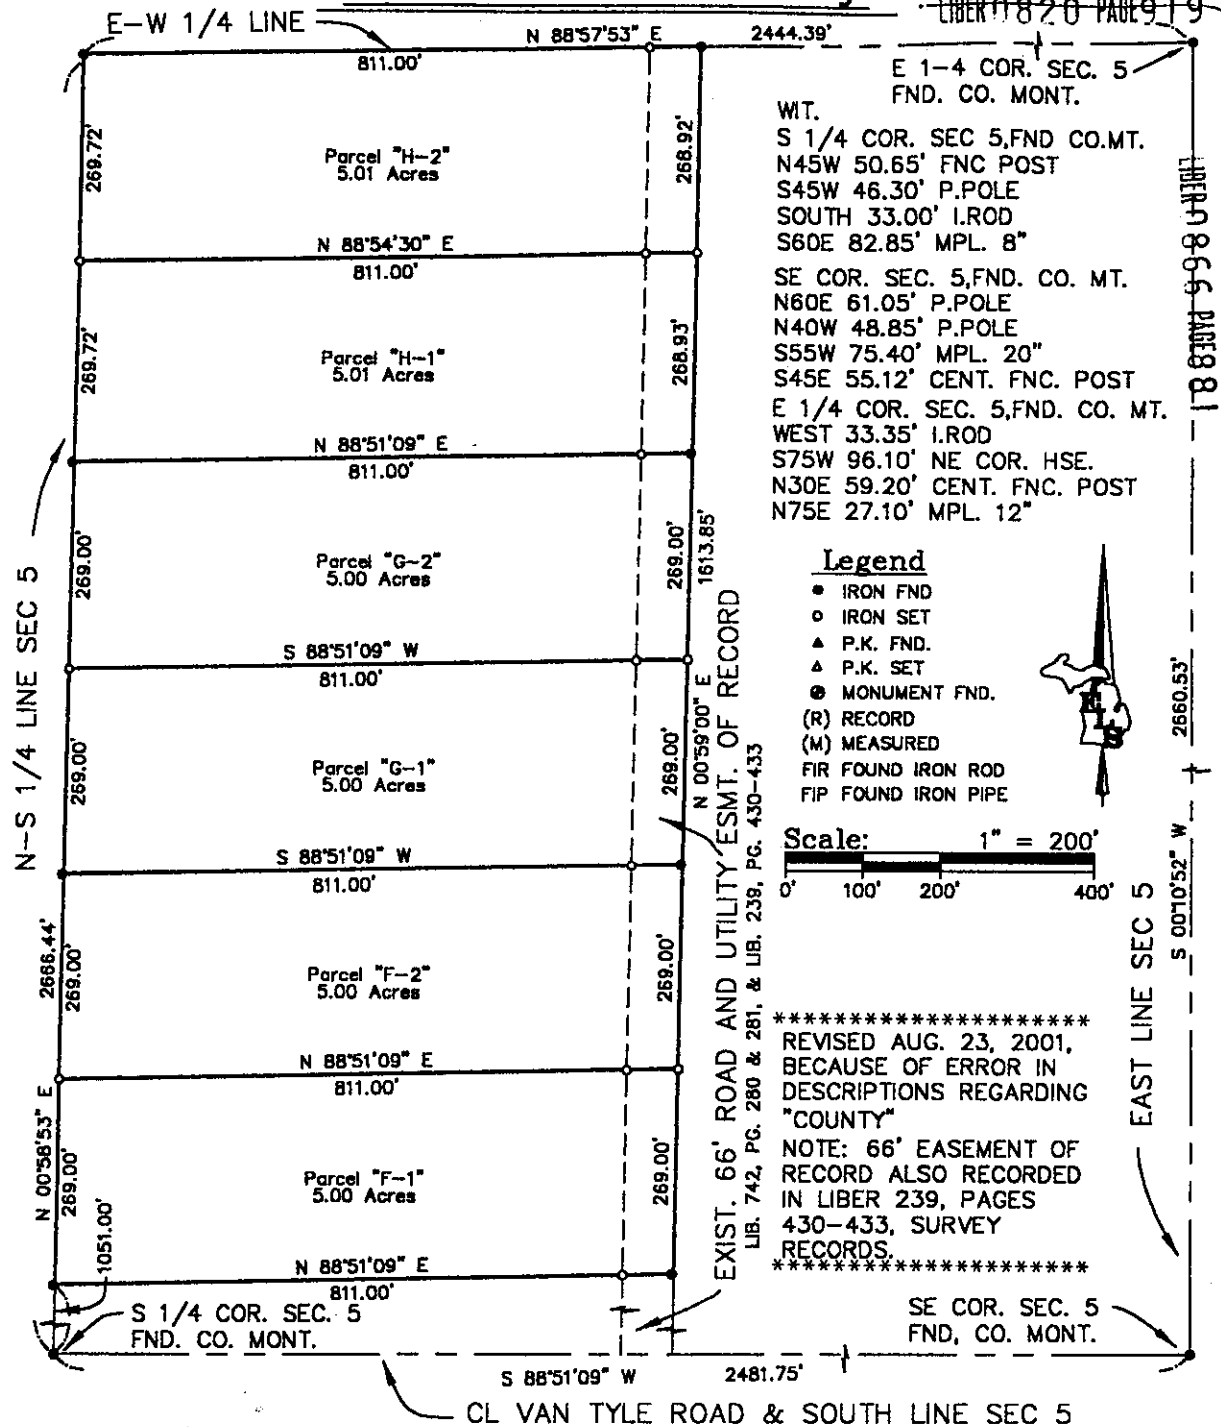 LIBER 0820 PAGE 919
E-W 1/4 LINE
N 88°57'53" E
2444.39'
811.00'
E 1-4 COR. SEC. 5
FND. CO. MONT.
WIT.
S 1/4 COR. SEC 5,FND CO.MT.
N45W 50.65' FNC POST
S45W 46.30' P.POLE
SOUTH 33.00' I.ROD
S60E 82.85' MPL. 8"
SE COR. SEC. 5,FND. CO. MT.
N60E 61.05' P.POLE
N40W 48.85' P.POLE
S55W 75.40' MPL. 20"
S45E 55.12' CENT. FNC. POST
E 1/4 COR. SEC. 5,FND. CO. MT.
WEST 33.35' I.ROD
S75W 96.10' NE COR. HSE.
N30E 59.20' CENT. FNC. POST
N75E 27.10' MPL. 12"
LIBER 0866 PAGE 881
269.72'
Parcel "H-2"
5.01 Acres
268.92'
N 88°54'30" E
811.00'
269.72'
Parcel "H-1"
5.01 Acres
268.93'
N 88°51'09" E
811.00'
269.00'
Parcel "G-2"
5.00 Acres
269.00'
1613.85'
N-S 1/4 LINE SEC 5
S 88°51'09" W
811.00'
269.00'
Parcel "G-1"
5.00 Acres
269.00'
N 00°59'00" E
S 88°51'09" W
811.00'
2666.44'
269.00'
Parcel "F-2"
5.00 Acres
269.00'
N 88°51'09" E
811.00'
N 00°58'53" E
269.00'
Parcel "F-1"
5.00 Acres
269.00'
1051.00'
N 88°51'09" E
811.00'
EXIST. 66' ROAD AND UTILITY ESMT. OF RECORD
LIB. 742, PG. 280 & 281, & LIB. 239, PG. 430-433
Legend
IRON FND
IRON SET
P.K. FND.
P.K. SET
MONUMENT FND.
(R) RECORD
(M) MEASURED
FIR FOUND IRON ROD
FIP FOUND IRON PIPE
E I S
Scale: 1" = 200'
0' 100' 200' 400'
2660.53'
S 00°10'52" W
EAST LINE SEC 5
*********************
REVISED AUG. 23, 2001,
BECAUSE OF ERROR IN
DESCRIPTIONS REGARDING
"COUNTY"
NOTE: 66' EASEMENT OF
RECORD ALSO RECORDED
IN LIBER 239, PAGES
430-433, SURVEY
RECORDS.
*********************
S 1/4 COR. SEC. 5
FND. CO. MONT.
SE COR. SEC. 5
FND, CO. MONT.
S 88°51'09" W
2481.75'
CL VAN TYLE ROAD & SOUTH LINE SEC 5